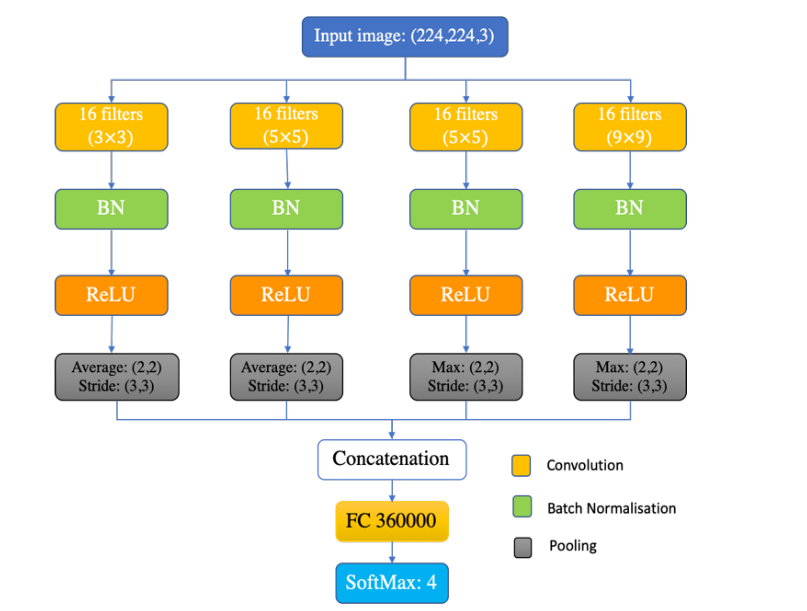 Input image: (224,224,3)
16 filters
(3×3)
16 filters
(5×5)
16 filters
(5×5)
16 filters
(9×9)
BN
BN
BN
BN
ReLU
ReLU
ReLU
ReLU
Average: (2,2)
Stride: (3,3)
Average: (2,2)
Stride: (3,3)
Max: (2,2)
Stride: (3,3)
Max: (2,2)
Stride: (3,3)
Concatenation
FC 360000
SoftMax: 4
Convolution
Batch Normalisation
Pooling